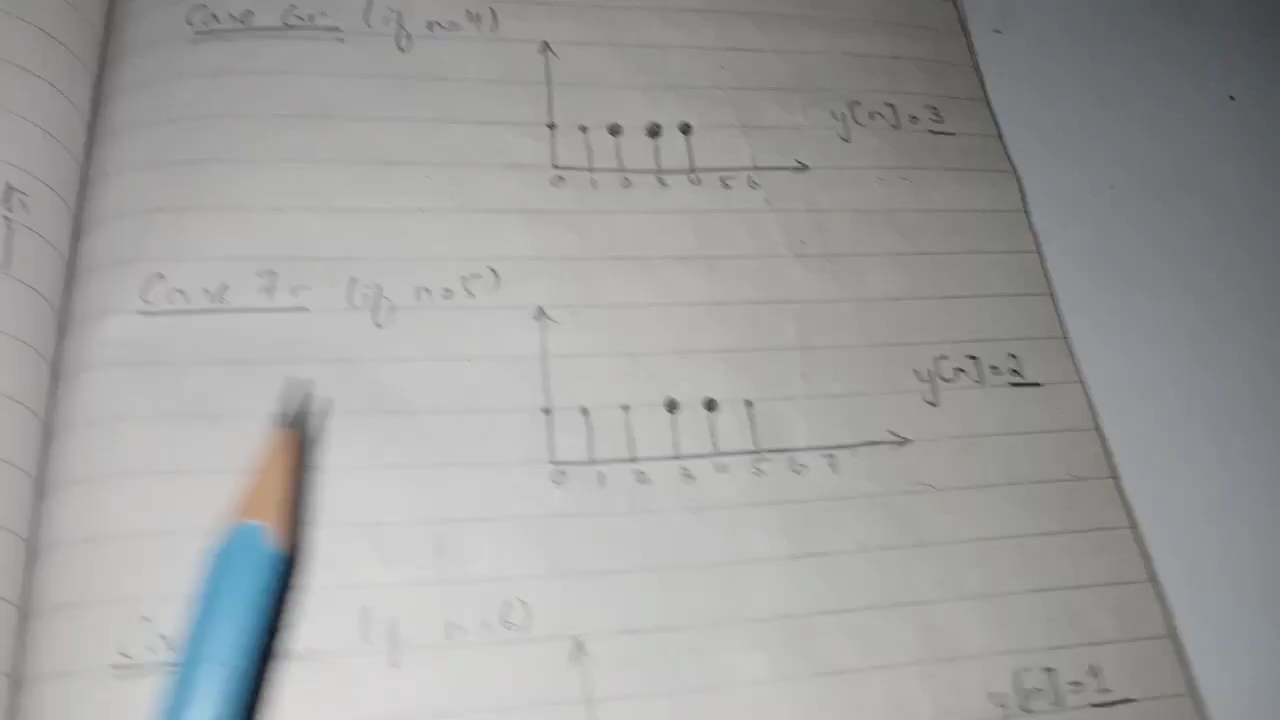 Case 6:- (if n=4)
y[n]=3
0 1 2 3 4 5 6
Case 7:- (if n=5)
y[n]=2
0 1 2 3 4 5 6 7
(if n=6)
y[n]=1